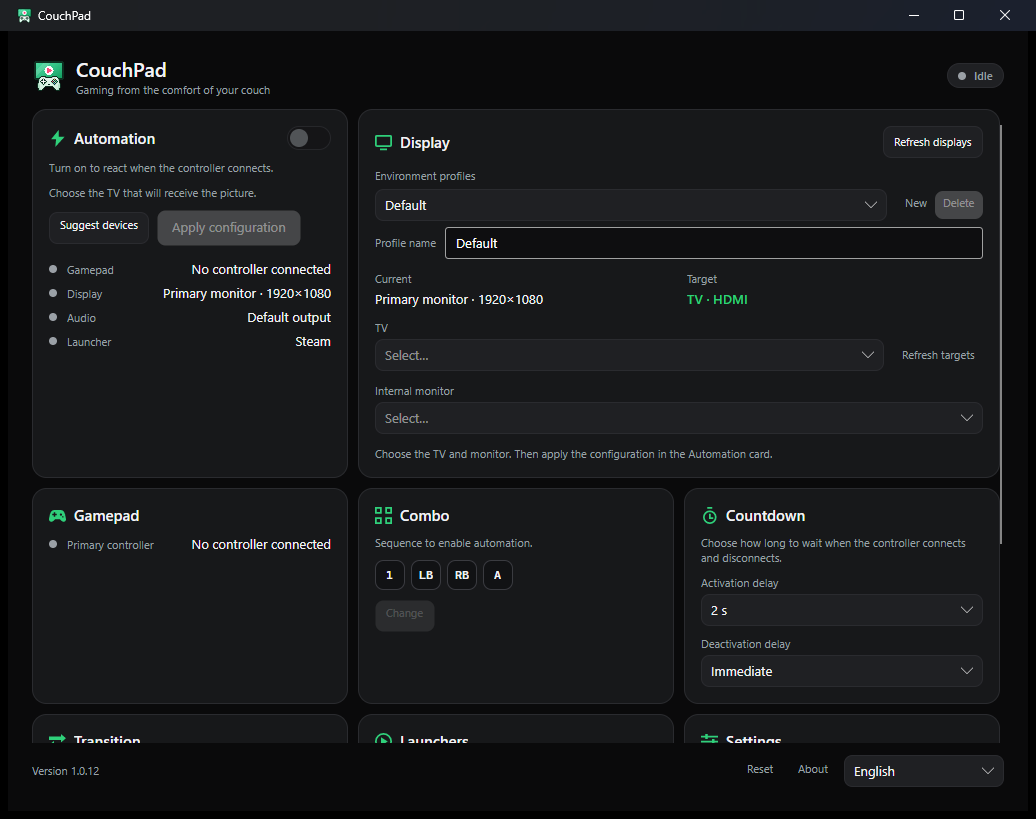 CouchPad
CouchPad
Gaming from the comfort of your couch
Idle
Automation
Turn on to react when the controller connects.
Choose the TV that will receive the picture.
Suggest devices
Apply configuration
Gamepad No controller connected
Display Primary monitor · 1920×1080
Audio Default output
Launcher Steam
Display
Refresh displays
Environment profiles
Default
New
Delete
Profile name
Default
Current
Primary monitor · 1920×1080
Target
TV · HDMI
TV
Select...
Refresh targets
Internal monitor
Select...
Choose the TV and monitor. Then apply the configuration in the Automation card.
Gamepad
Primary controller No controller connected
Combo
Sequence to enable automation.
1 LB RB A
Change
Countdown
Choose how long to wait when the controller connects
and disconnects.
Activation delay
2 s
Deactivation delay
Immediate
Transition
Launchers
Settings
Version 1.0.12
Reset
About
English